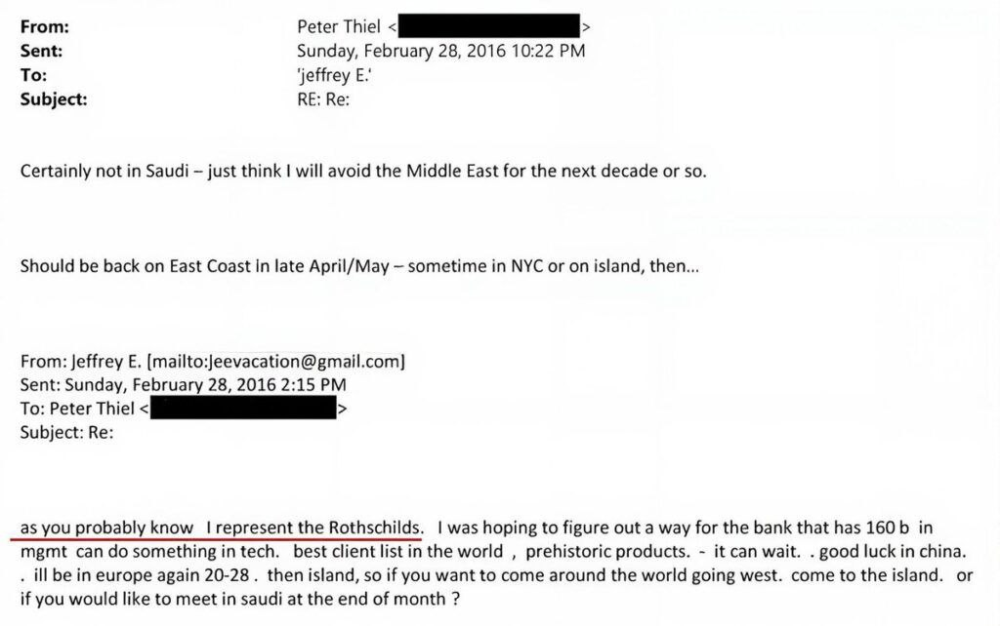 From: Peter Thiel < >
Sent: Sunday, February 28, 2016 10:22 PM
To: 'jeffrey E.'
Subject: RE: Re:
Certainly not in Saudi – just think I will avoid the Middle East for the next decade or so.
Should be back on East Coast in late April/May – sometime in NYC or on island, then...
From: Jeffrey E. [mailto:Jeevacation@gmail.com]
Sent: Sunday, February 28, 2016 2:15 PM
To: Peter Thiel < >
Subject: Re:
as you probably know I represent the Rothschilds. I was hoping to figure out a way for the bank that has 160 b in
mgmt can do something in tech. best client list in the world , prehistoric products. - it can wait. . good luck in china.
. ill be in europe again 20-28 . then island, so if you want to come around the world going west. come to the island. or
if you would like to meet in saudi at the end of month ?